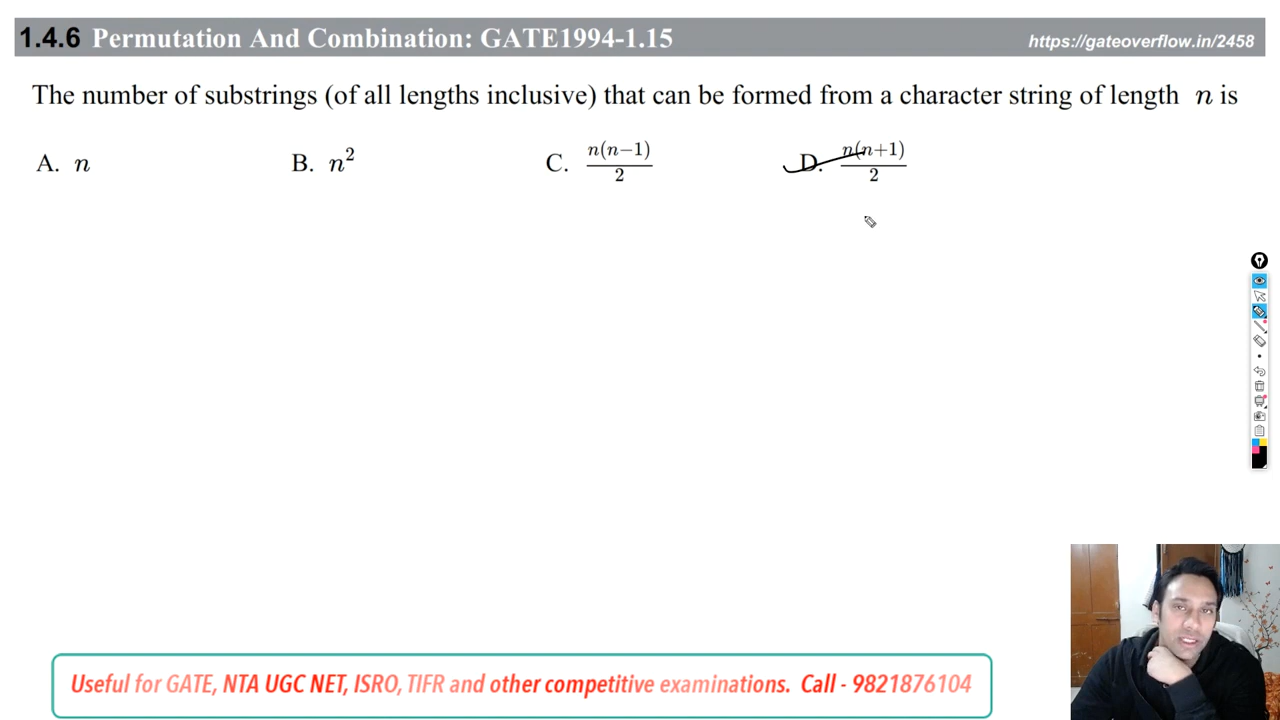 1.4.6 Permutation And Combination: GATE1994-1.15 https://gateoverflow.in/2458
The number of substrings (of all lengths inclusive) that can be formed from a character string of length n is
A. n B. n² C. n(n−1)/2 D. n(n+1)/2
Useful for GATE, NTA UGC NET, ISRO, TIFR and other competitive examinations. Call - 9821876104